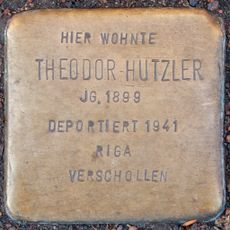 HIER WOHNTE
THEODOR HUTZLER
JG. 1899
DEPORTIERT 1941
RIGA
VERSCHOLLEN